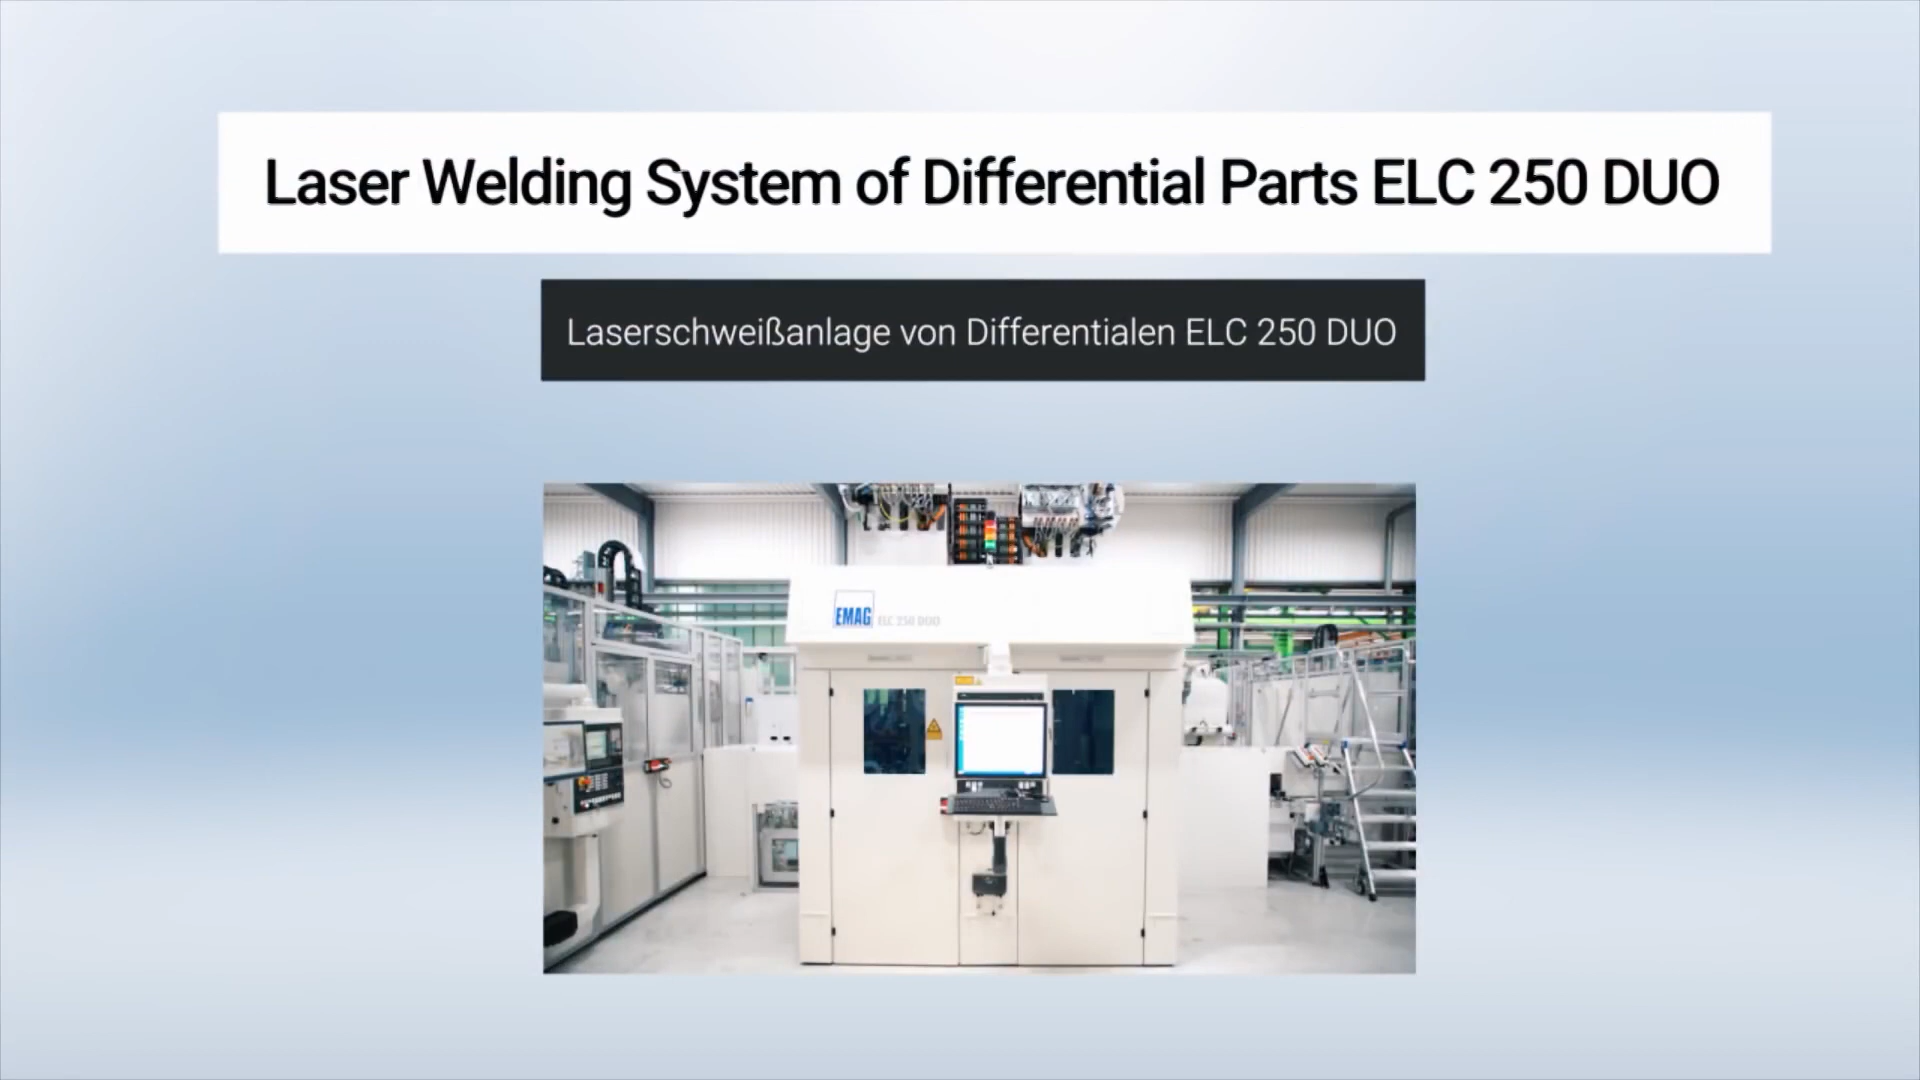 Laser Welding System of Differential Parts ELC 250 DUO
Laserschweißanlage von Differentialen ELC 250 DUO
EMAG ELC 250 DUO